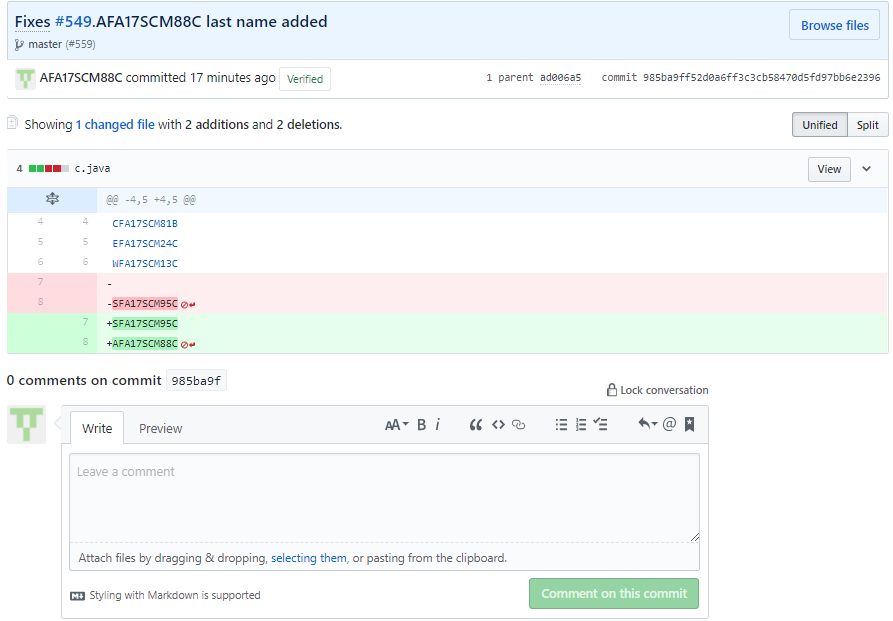 Fixes #549.AFA17SCM88C last name added
Browse files
master (#559)
AFA17SCM88C committed 17 minutes ago Verified
1 parent ad006a5 commit 985ba9ff52d0a6ff3c3cb58470d5fd97bb6e2396
Showing 1 changed file with 2 additions and 2 deletions.
Unified Split
4 c.java
View
@@ -4,5 +4,5 @@
4 4 CFA17SCM81B
5 5 EFA17SCM24C
6 6 WFA17SCM13C
7 -
8 -SFA17SCM95C
7 +SFA17SCM95C
8 +AFA17SCM88C
0 comments on commit 985ba9f
Lock conversation
Write Preview
AA B i
Leave a comment
Attach files by dragging & dropping, selecting them, or pasting from the clipboard.
Styling with Markdown is supported
Comment on this commit